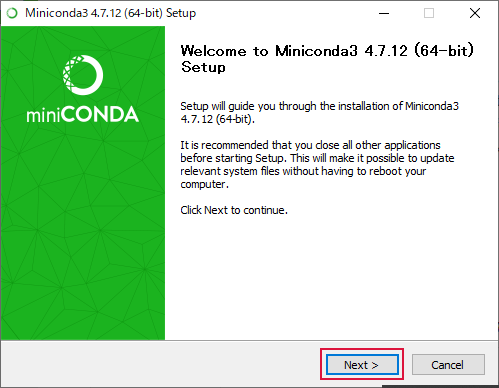 Miniconda3 4.7.12 (64-bit) Setup
miniCONDA
Welcome to Miniconda3 4.7.12 (64-bit)
Setup
Setup will guide you through the installation of Miniconda3
4.7.12 (64-bit).
It is recommended that you close all other applications
before starting Setup. This will make it possible to update
relevant system files without having to reboot your
computer.
Click Next to continue.
Next >
Cancel